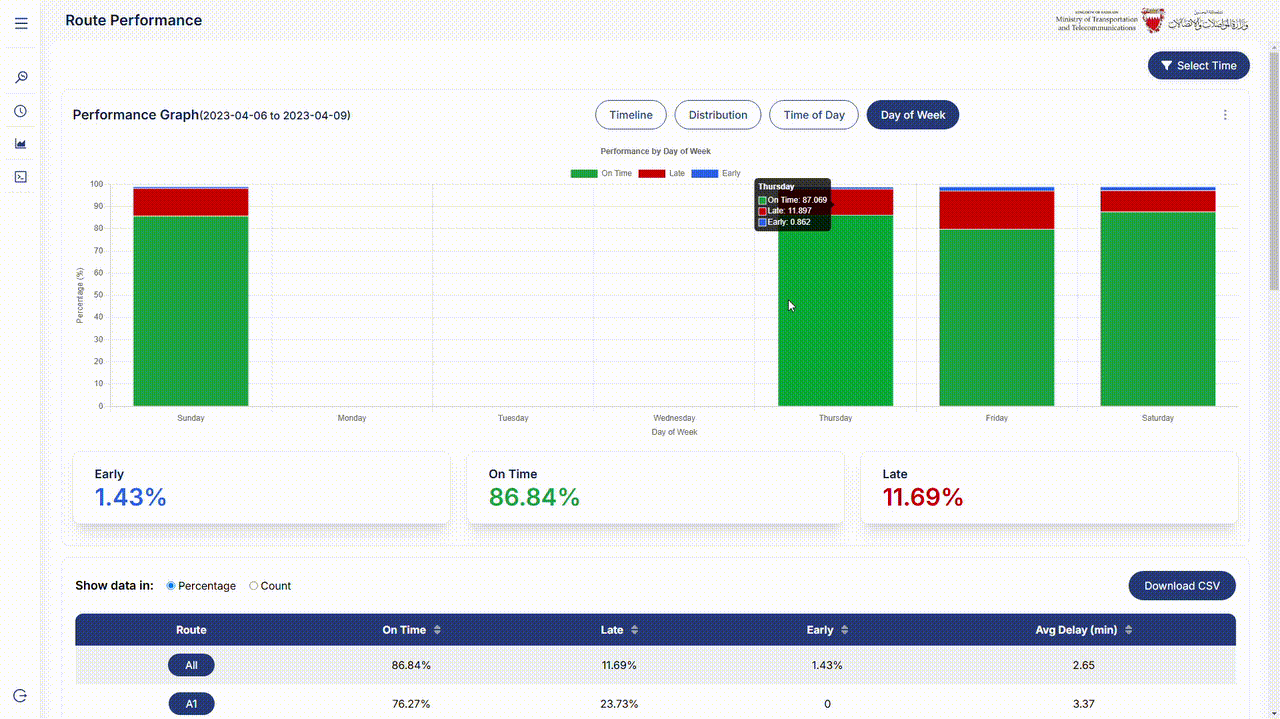 Route Performance
KINGDOM OF BAHRAIN
Ministry of Transportation
and Telecommunications
مملكة البحرين
وزارة المواصلات والاتصالات
Select Time
Performance Graph(2023-04-06 to 2023-04-09)
Timeline
Distribution
Time of Day
Day of Week
Performance by Day of Week
On Time
Late
Early
Thursday
On Time: 87.069
Late: 11.897
Early: 0.862
Percentage (%)
100
90
80
70
60
50
40
30
20
10
0
Sunday
Monday
Tuesday
Wednesday
Thursday
Friday
Saturday
Day of Week
Early
1.43%
On Time
86.84%
Late
11.69%
Show data in:
Percentage
Count
Download CSV
Route On Time Late Early Avg Delay (min)
All 86.84% 11.69% 1.43% 2.65
A1 76.27% 23.73% 0 3.37